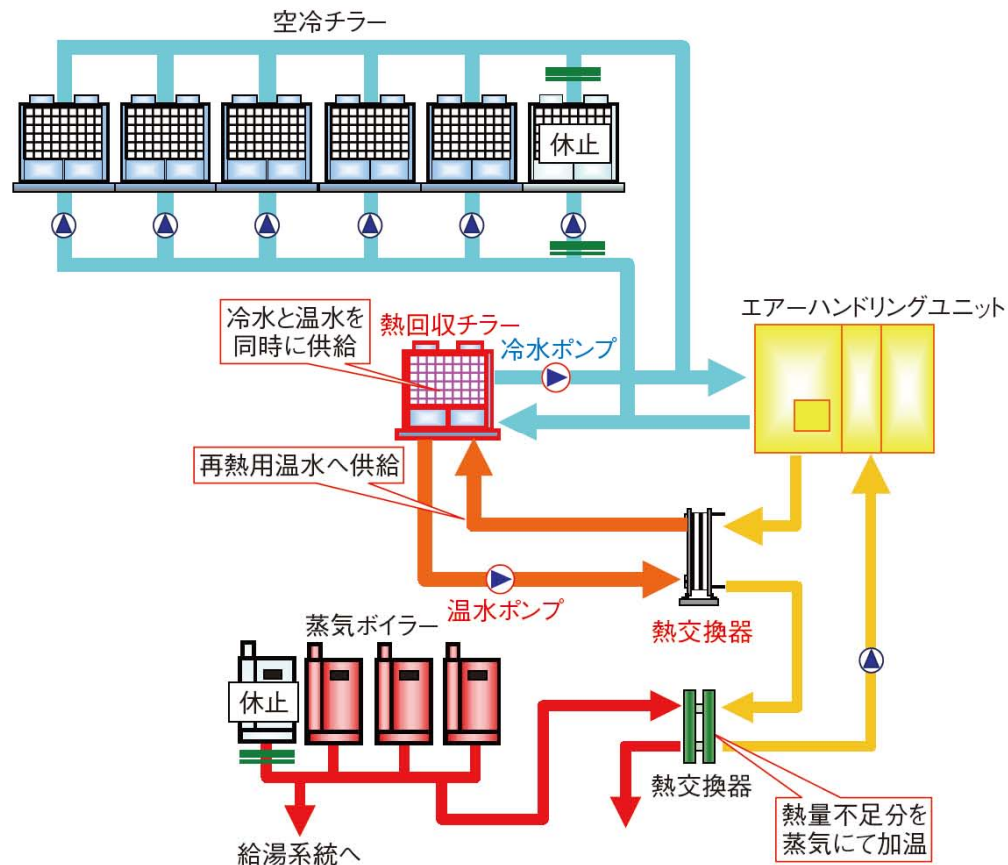 空冷チラー
休止
エアーハンドリングユニット
冷水と温水を
同時に供給
熱回収チラー
冷水ポンプ
再熱用温水へ供給
温水ポンプ
熱交換器
蒸気ボイラー
休止
熱交換器
熱量不足分を
蒸気にて加温
給湯系統へ